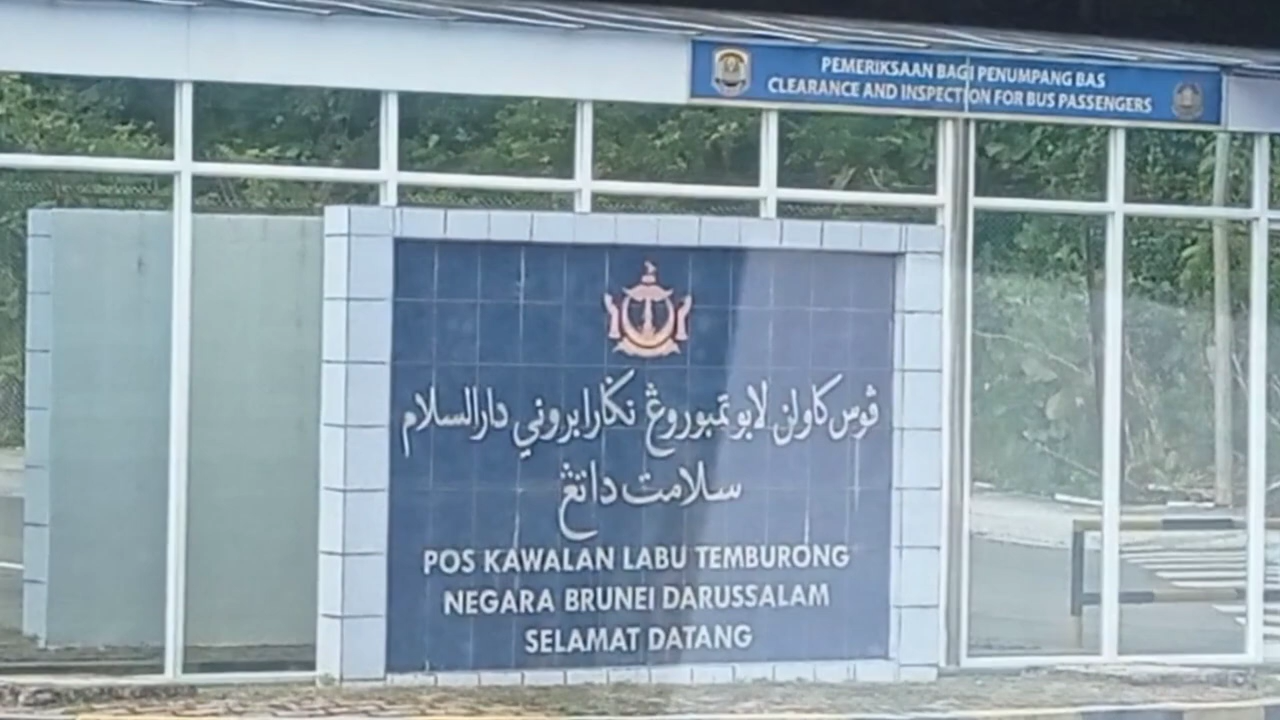 PEMERIKSAAN BAGI PENUMPANG BAS
CLEARANCE AND INSPECTION FOR BUS PASSENGERS
ڤوس کاولن لابو تمبوروڠ نݢارا بروني دارالسلام
سلامت داتڠ
POS KAWALAN LABU TEMBURONG
NEGARA BRUNEI DARUSSALAM
SELAMAT DATANG